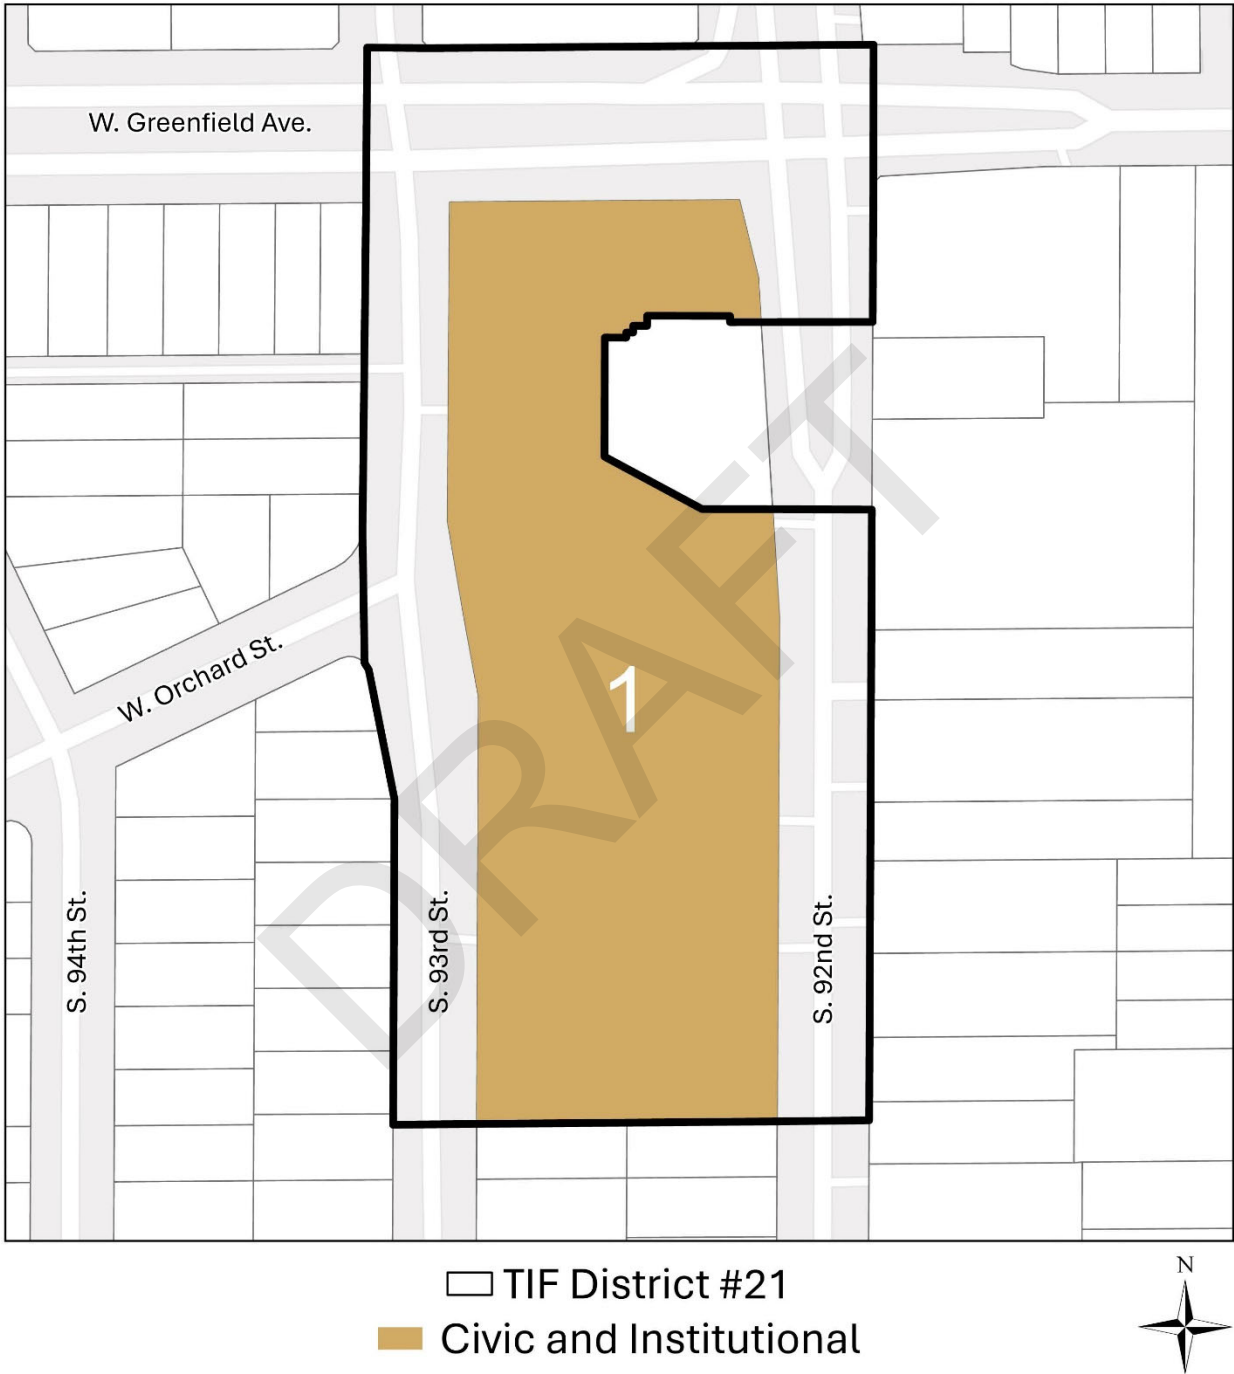 W. Greenfield Ave.
W. Orchard St.
1
DRAFT
S. 94th St.
S. 93rd St.
S. 92nd St.
TIF District #21
Civic and Institutional
N